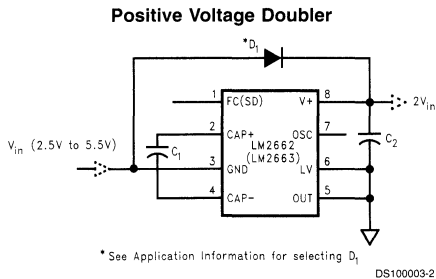 Positive Voltage Doubler
*D1
1 FC(SD) V+ 8 2Vin
2 CAP+ OSC 7 C2
Vin (2.5V to 5.5V) C1 LM2662
3 GND (LM2663) LV 6
4 CAP- OUT 5
*See Application Information for selecting D1
DS100003-2